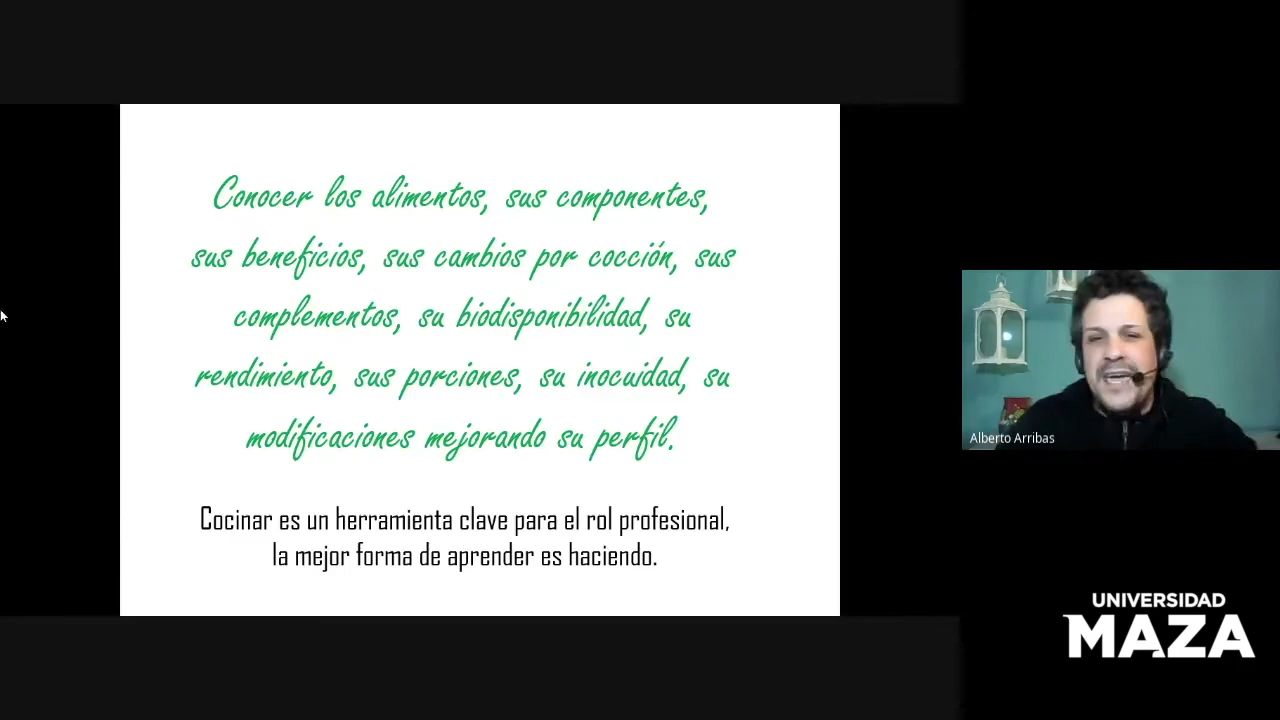 Conocer los alimentos, sus componentes,
sus beneficios, sus cambios por cocción, sus
complementos, su biodisponibilidad, su
rendimiento, sus porciones, su inocuidad, su
modificaciones mejorando su perfil.
Cocinar es un herramienta clave para el rol profesional,
la mejor forma de aprender es haciendo.
Alberto Arribas
UNIVERSIDAD
MAZA